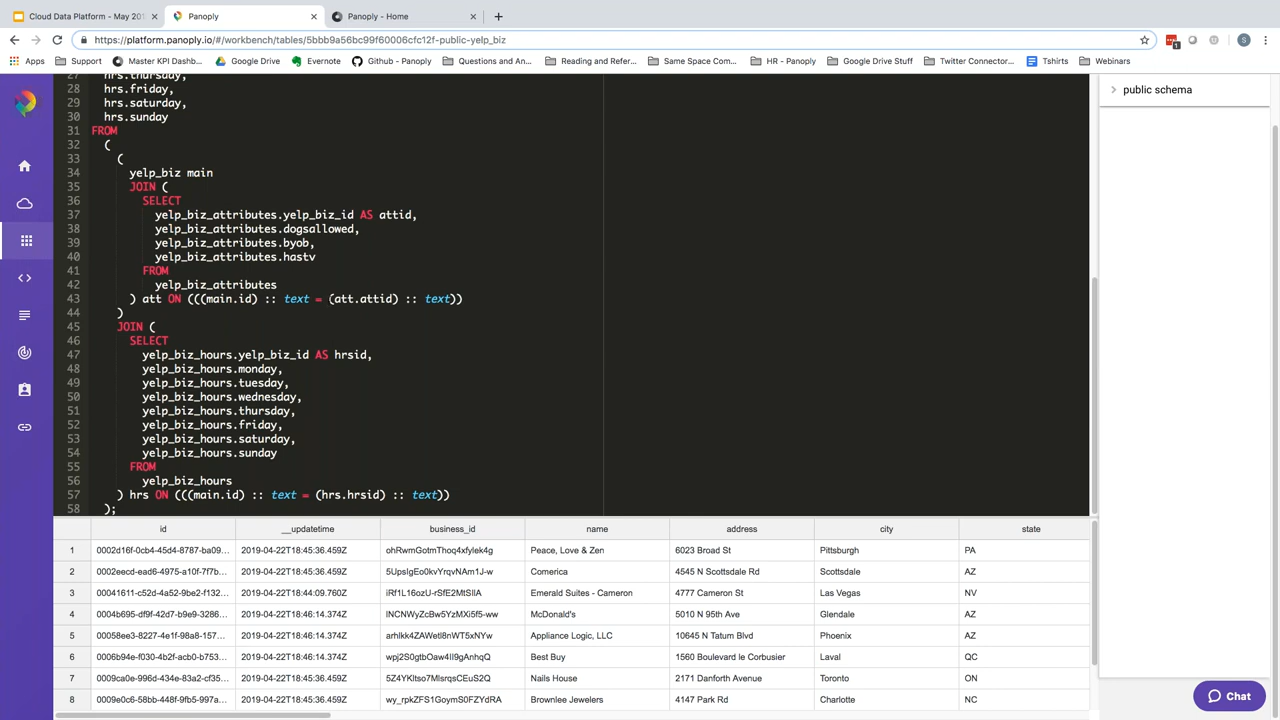 Cloud Data Platform - May 201
Panoply
Panoply - Home
https://platform.panoply.io/#/workbench/tables/5bbb9a56bc99f60006cfc12f-public-yelp_biz
Apps Support Master KPI Dashb... Google Drive Evernote Github - Panoply Questions and An... Reading and Refer... Same Space Com... HR - Panoply Google Drive Stuff Twitter Connector... Tshirts Webinars
27 hrs.thursday,
28 hrs.friday,
29 hrs.saturday,
30 hrs.sunday
31 FROM
32 (
33 (
34 yelp_biz main
35 JOIN (
36 SELECT
37 yelp_biz_attributes.yelp_biz_id AS attid,
38 yelp_biz_attributes.dogsallowed,
39 yelp_biz_attributes.byob,
40 yelp_biz_attributes.hastv
41 FROM
42 yelp_biz_attributes
43 ) att ON (((main.id) :: text = (att.attid) :: text))
44 )
45 JOIN (
46 SELECT
47 yelp_biz_hours.yelp_biz_id AS hrsid,
48 yelp_biz_hours.monday,
49 yelp_biz_hours.tuesday,
50 yelp_biz_hours.wednesday,
51 yelp_biz_hours.thursday,
52 yelp_biz_hours.friday,
53 yelp_biz_hours.saturday,
54 yelp_biz_hours.sunday
55 FROM
56 yelp_biz_hours
57 ) hrs ON (((main.id) :: text = (hrs.hrsid) :: text))
58 );
public schema
id __updatetime business_id name address city state
1 0002d16f-0cb4-45d4-8787-ba09... 2019-04-22T18:45:36.459Z ohRwmGotmThoq4xfylek4g Peace, Love & Zen 6023 Broad St Pittsburgh PA
2 0002eecd-ead6-4975-a10f-7f7b... 2019-04-22T18:45:36.459Z 5UpsIgEo0kvYrqvNAm1J-w Comerica 4545 N Scottsdale Rd Scottsdale AZ
3 00041611-c52d-4a52-9be2-f132... 2019-04-22T18:44:09.760Z iRf1L16ozU-rSfE2MtSIlA Emerald Suites - Cameron 4777 Cameron St Las Vegas NV
4 0004b695-df9f-42d7-b9e9-3286... 2019-04-22T18:46:14.374Z lNCNWyZcBw5YzMXi5f5-ww McDonald's 5010 N 95th Ave Glendale AZ
5 00058ee3-8227-4e1f-98a8-157... 2019-04-22T18:46:14.374Z arhlkk4ZAWetl8nWT5xNYw Appliance Logic, LLC 10645 N Tatum Blvd Phoenix AZ
6 0006b94e-f030-4b2f-acb0-b753... 2019-04-22T18:46:14.374Z wpj2S0gtbOaw4II9gAnhqQ Best Buy 1560 Boulevard le Corbusier Laval QC
7 0009ca0e-996d-434e-83a2-cf35... 2019-04-22T18:45:36.459Z 5Z4YKltso7MlsrqsCEuS2Q Nails House 2171 Danforth Avenue Toronto ON
8 0009e0c6-58bb-448f-9fb5-997a... 2019-04-22T18:45:36.459Z wy_rpkZFS1GoymS0FZYdRA Brownlee Jewelers 4147 Park Rd Charlotte NC
Chat